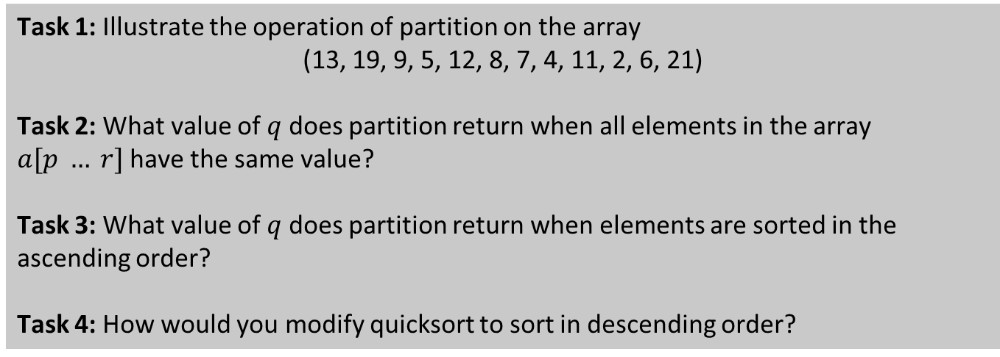 Task 1: Illustrate the operation of partition on the array
(13, 19, 9, 5, 12, 8, 7, 4, 11, 2, 6, 21)
Task 2: What value of q does partition return when all elements in the array
a[p ... r] have the same value?
Task 3: What value of q does partition return when elements are sorted in the
ascending order?
Task 4: How would you modify quicksort to sort in descending order?